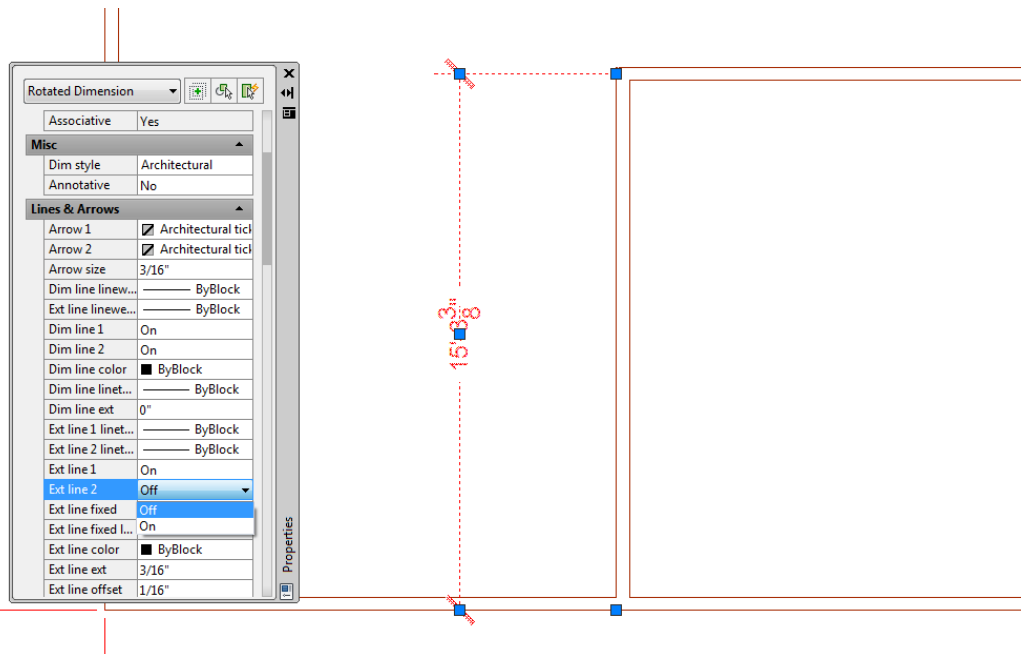 Rotated Dimension
Associative Yes
Misc
Dim style Architectural
Annotative No
Lines & Arrows
Arrow 1 Architectural tick
Arrow 2 Architectural tick
Arrow size 3/16"
Dim line linew... ByBlock
Ext line linewe... ByBlock
Dim line 1 On
Dim line 2 On
Dim line color ByBlock
Dim line linet... ByBlock
Dim line ext 0"
Ext line 1 linet... ByBlock
Ext line 2 linet... ByBlock
Ext line 1 On
Ext line 2 Off
Ext line fixed Off
Ext line fixed l... On
Ext line color ByBlock
Ext line ext 3/16"
Ext line offset 1/16"
Properties